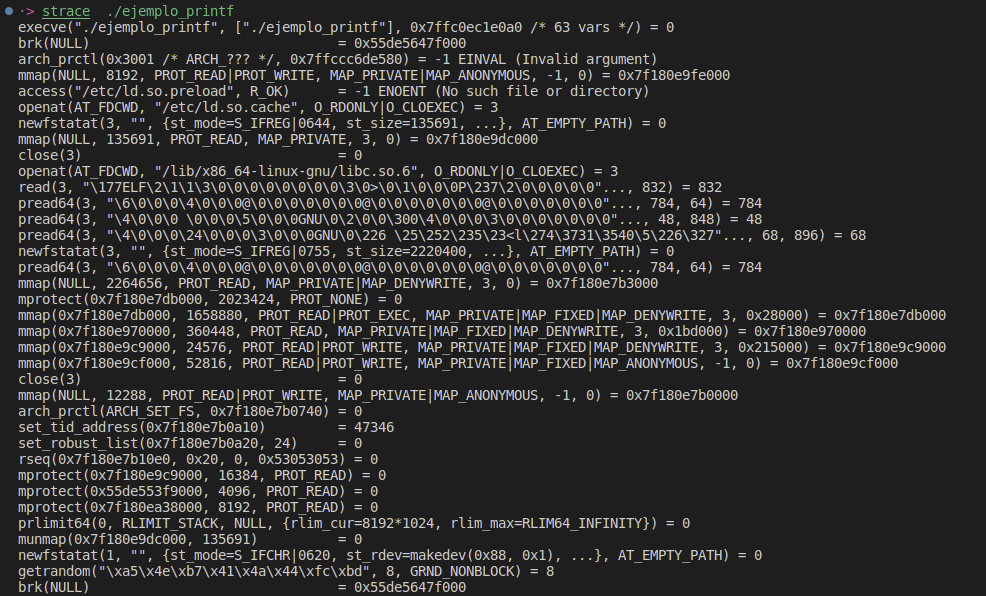 ·> strace ./ejemplo_printf
execve("./ejemplo_printf", ["./ejemplo_printf"], 0x7ffc0ec1e0a0 /* 63 vars */) = 0
brk(NULL) = 0x55de5647f000
arch_prctl(0x3001 /* ARCH_??? */, 0x7ffccc6de580) = -1 EINVAL (Invalid argument)
mmap(NULL, 8192, PROT_READ|PROT_WRITE, MAP_PRIVATE|MAP_ANONYMOUS, -1, 0) = 0x7f180e9fe000
access("/etc/ld.so.preload", R_OK) = -1 ENOENT (No such file or directory)
openat(AT_FDCWD, "/etc/ld.so.cache", O_RDONLY|O_CLOEXEC) = 3
newfstatat(3, "", {st_mode=S_IFREG|0644, st_size=135691, ...}, AT_EMPTY_PATH) = 0
mmap(NULL, 135691, PROT_READ, MAP_PRIVATE, 3, 0) = 0x7f180e9dc000
close(3) = 0
openat(AT_FDCWD, "/lib/x86_64-linux-gnu/libc.so.6", O_RDONLY|O_CLOEXEC) = 3
read(3, "\177ELF\2\1\1\3\0\0\0\0\0\0\0\0\3\0>\0\1\0\0\0P\237\2\0\0\0\0\0"..., 832) = 832
pread64(3, "\6\0\0\0\4\0\0\0@\0\0\0\0\0\0\0@\0\0\0\0\0\0\0@\0\0\0\0\0\0\0"..., 784, 64) = 784
pread64(3, "\4\0\0\0 \0\0\0\5\0\0\0GNU\0\2\0\0\300\4\0\0\0\3\0\0\0\0\0\0\0"..., 48, 848) = 48
pread64(3, "\4\0\0\0\24\0\0\0\3\0\0\0GNU\0\226 \25\252\235\23<l\274\3731\3540\5\226\327"..., 68, 896) = 68
newfstatat(3, "", {st_mode=S_IFREG|0755, st_size=2220400, ...}, AT_EMPTY_PATH) = 0
pread64(3, "\6\0\0\0\4\0\0\0@\0\0\0\0\0\0\0@\0\0\0\0\0\0\0@\0\0\0\0\0\0\0"..., 784, 64) = 784
mmap(NULL, 2264656, PROT_READ, MAP_PRIVATE|MAP_DENYWRITE, 3, 0) = 0x7f180e7b3000
mprotect(0x7f180e7db000, 2023424, PROT_NONE) = 0
mmap(0x7f180e7db000, 1658880, PROT_READ|PROT_EXEC, MAP_PRIVATE|MAP_FIXED|MAP_DENYWRITE, 3, 0x28000) = 0x7f180e7db000
mmap(0x7f180e970000, 360448, PROT_READ, MAP_PRIVATE|MAP_FIXED|MAP_DENYWRITE, 3, 0x1bd000) = 0x7f180e970000
mmap(0x7f180e9c9000, 24576, PROT_READ|PROT_WRITE, MAP_PRIVATE|MAP_FIXED|MAP_DENYWRITE, 3, 0x215000) = 0x7f180e9c9000
mmap(0x7f180e9cf000, 52816, PROT_READ|PROT_WRITE, MAP_PRIVATE|MAP_FIXED|MAP_ANONYMOUS, -1, 0) = 0x7f180e9cf000
close(3) = 0
mmap(NULL, 12288, PROT_READ|PROT_WRITE, MAP_PRIVATE|MAP_ANONYMOUS, -1, 0) = 0x7f180e7b0000
arch_prctl(ARCH_SET_FS, 0x7f180e7b0740) = 0
set_tid_address(0x7f180e7b0a10) = 47346
set_robust_list(0x7f180e7b0a20, 24) = 0
rseq(0x7f180e7b10e0, 0x20, 0, 0x53053053) = 0
mprotect(0x7f180e9c9000, 16384, PROT_READ) = 0
mprotect(0x55de553f9000, 4096, PROT_READ) = 0
mprotect(0x7f180ea38000, 8192, PROT_READ) = 0
prlimit64(0, RLIMIT_STACK, NULL, {rlim_cur=8192*1024, rlim_max=RLIM64_INFINITY}) = 0
munmap(0x7f180e9dc000, 135691) = 0
newfstatat(1, "", {st_mode=S_IFCHR|0620, st_rdev=makedev(0x88, 0x1), ...}, AT_EMPTY_PATH) = 0
getrandom("\xa5\x4e\xb7\x41\x4a\x44\xfc\xbd", 8, GRND_NONBLOCK) = 8
brk(NULL) = 0x55de5647f000